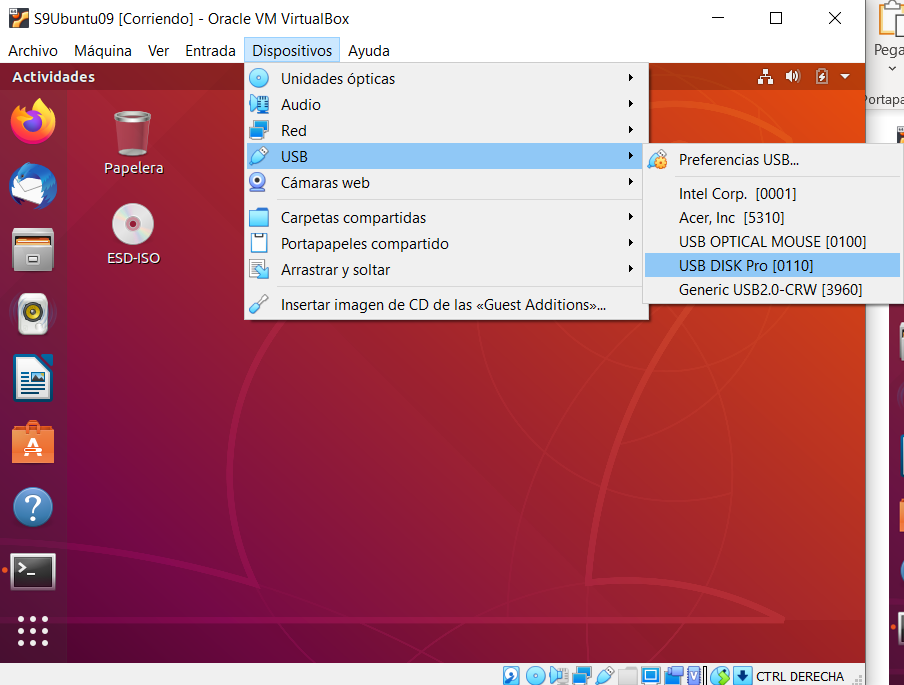 S9Ubuntu09 [Corriendo] - Oracle VM VirtualBox
Archivo Máquina Ver Entrada Dispositivos Ayuda
Pega
Actividades
Unidades ópticas
Audio
Red
USB
Cámaras web
Carpetas compartidas
Portapapeles compartido
Arrastrar y soltar
Insertar imagen de CD de las «Guest Additions»...
Preferencias USB...
Intel Corp. [0001]
Acer, Inc [5310]
USB OPTICAL MOUSE [0100]
USB DISK Pro [0110]
Generic USB2.0-CRW [3960]
Papelera
ESD-ISO
ortapa
CTRL DERECHA